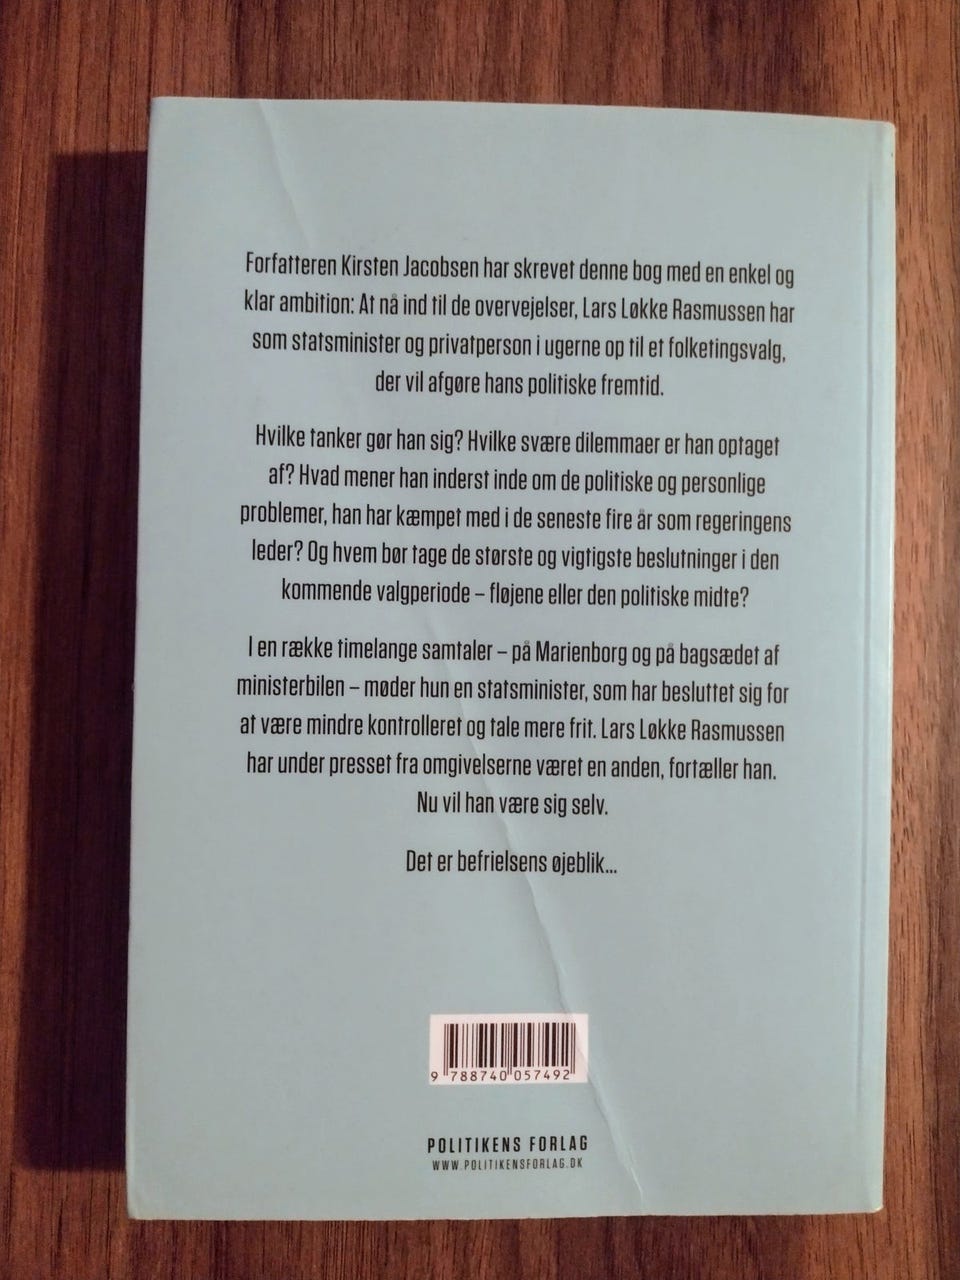 Forfatteren Kirsten Jacobsen har skrevet denne bog med en enkel og
klar ambition: At nå ind til de overvejelser, Lars Løkke Rasmussen har
som statsminister og privatperson i ugerne op til et folketingsvalg,
der vil afgøre hans politiske fremtid.
Hvilke tanker gør han sig? Hvilke svære dilemmaer er han optaget
af? Hvad mener han inderst inde om de politiske og personlige
problemer, han har kæmpet med i de seneste fire år som regeringens
leder? Og hvem bør tage de største og vigtigste beslutninger i den
kommende valgperiode – fløjene eller den politiske midte?
I en række timelange samtaler – på Marienborg og på bagsædet af
ministerbilen – møder hun en statsminister, som har besluttet sig for
at være mindre kontrolleret og tale mere frit. Lars Løkke Rasmussen
har under presset fra omgivelserne været en anden, fortæller han.
Nu vil han være sig selv.
Det er befrielsens øjeblik...
9 788740 057492
POLITIKENS FORLAG
WWW.POLITIKENSFORLAG.DK